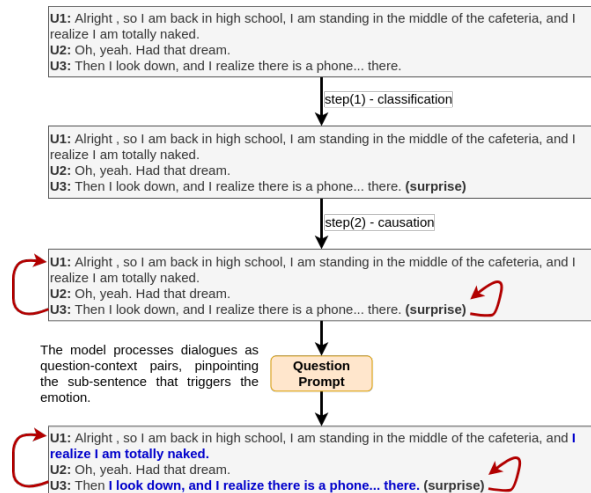 U1: Alright , so I am back in high school, I am standing in the middle of the cafeteria, and I
realize I am totally naked.
U2: Oh, yeah. Had that dream.
U3: Then I look down, and I realize there is a phone... there.
step(1) - classification
U1: Alright , so I am back in high school, I am standing in the middle of the cafeteria, and I
realize I am totally naked.
U2: Oh, yeah. Had that dream.
U3: Then I look down, and I realize there is a phone... there. (surprise)
step(2) - causation
U1: Alright , so I am back in high school, I am standing in the middle of the cafeteria, and I
realize I am totally naked.
U2: Oh, yeah. Had that dream.
U3: Then I look down, and I realize there is a phone... there. (surprise)
The model processes dialogues as
question-context pairs, pinpointing
the sub-sentence that triggers the
emotion.
Question
Prompt
U1: Alright , so I am back in high school, I am standing in the middle of the cafeteria, and I
realize I am totally naked.
U2: Oh, yeah. Had that dream.
U3: Then I look down, and I realize there is a phone... there. (surprise)